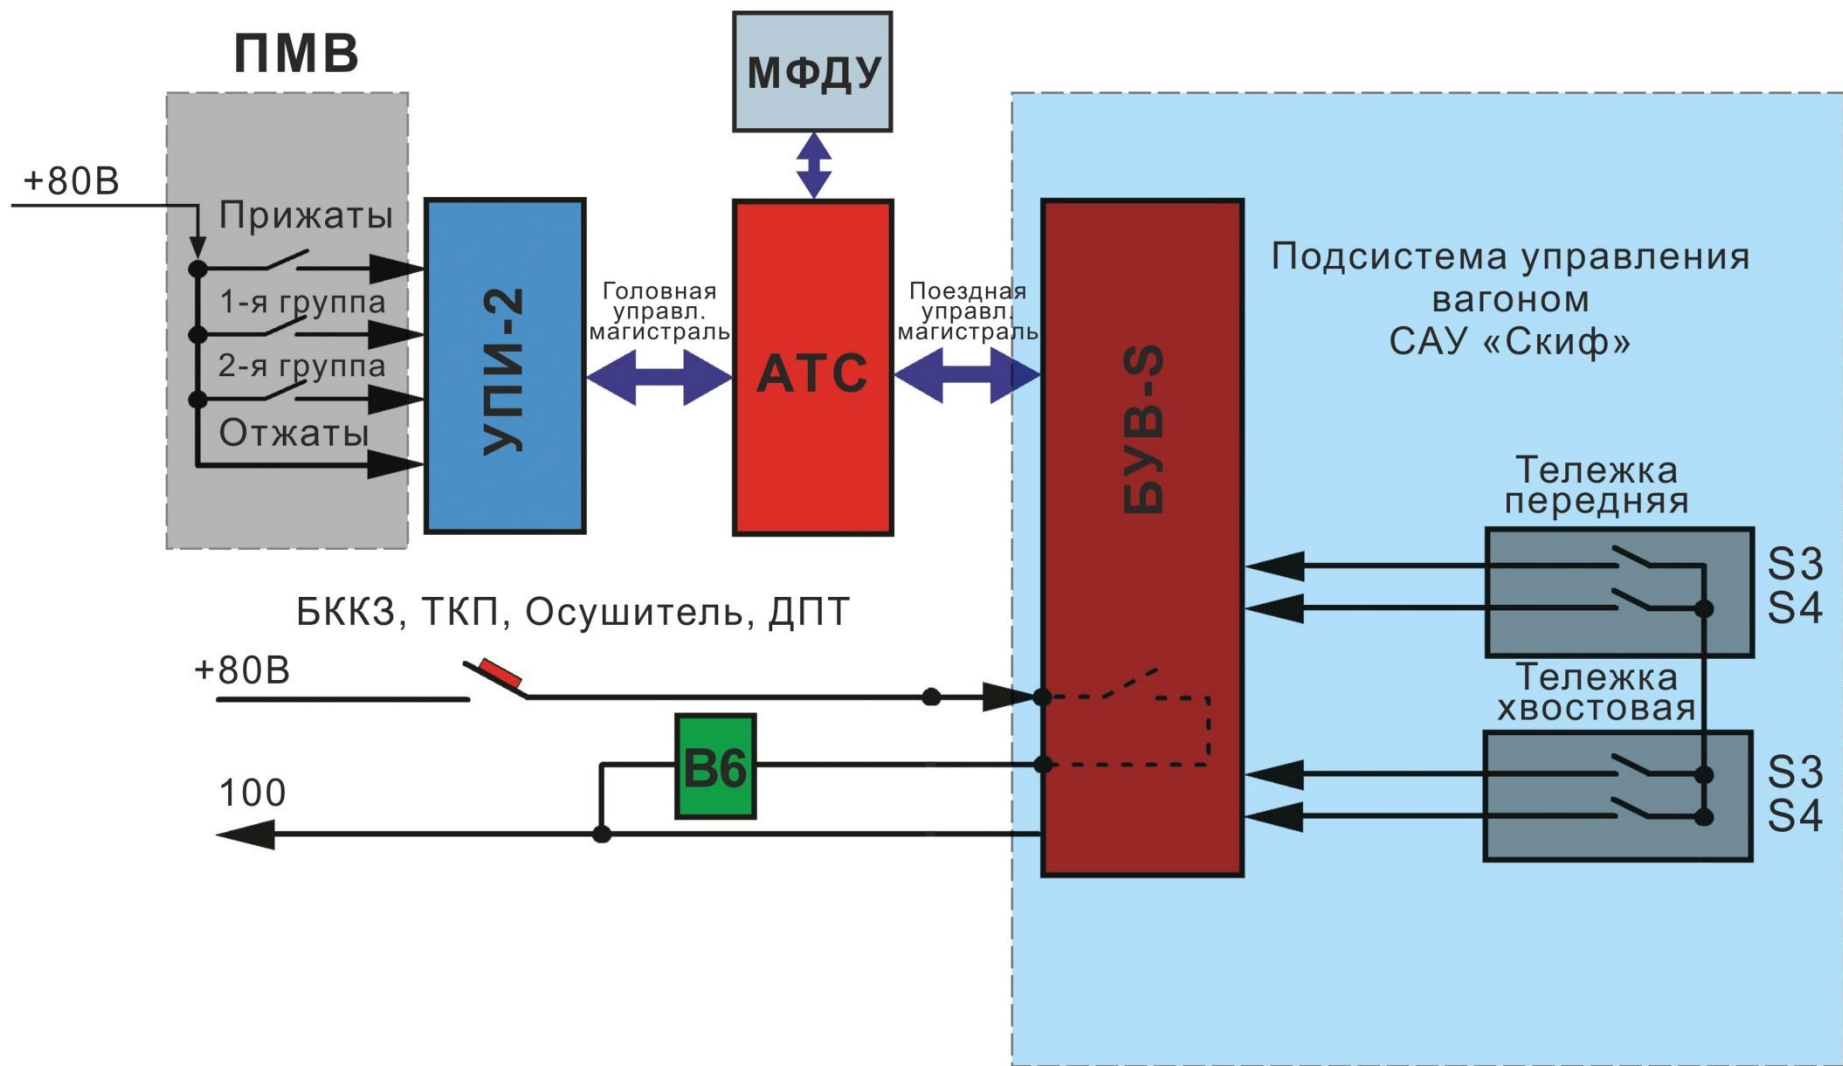 ПМВ
МФДУ
+80В
Прижаты
1-я группа
2-я группа
Отжаты
УПИ-2
Головная
управл.
магистраль
АТС
Поездная
управл.
магистраль
БУВ-S
Подсистема управления
вагоном
САУ «Скиф»
Тележка
передняя
S3
S4
Тележка
хвостовая
S3
S4
БККЗ, ТКП, Осушитель, ДПТ
+80В
В6
100